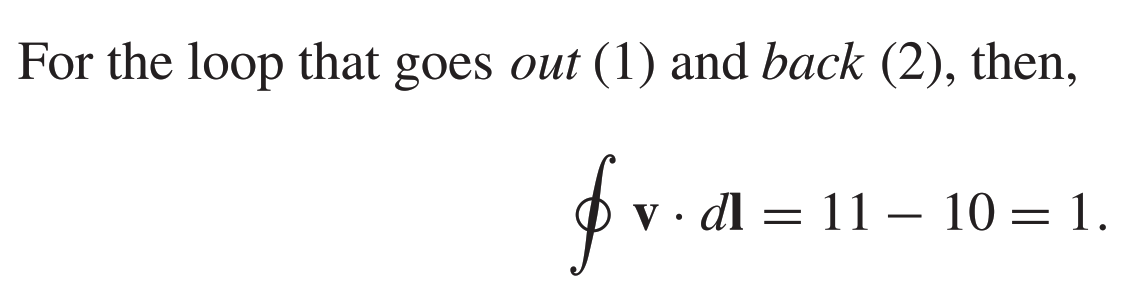 For the loop that goes out (1) and back (2), then,
∮ v · dl = 11 − 10 = 1.